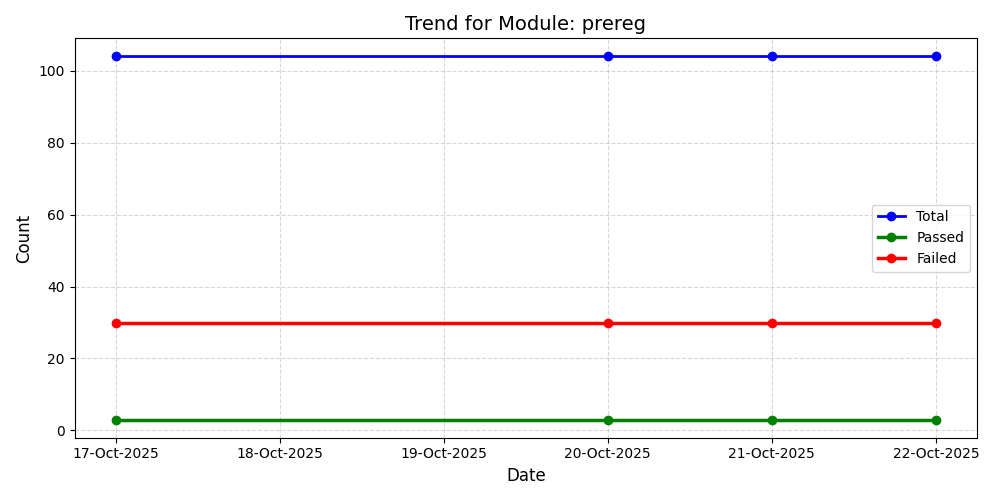 Trend for Module: prereg
Count
100
80
60
40
20
0
Total
Passed
Failed
17-Oct-2025
18-Oct-2025
19-Oct-2025
20-Oct-2025
21-Oct-2025
22-Oct-2025
Date